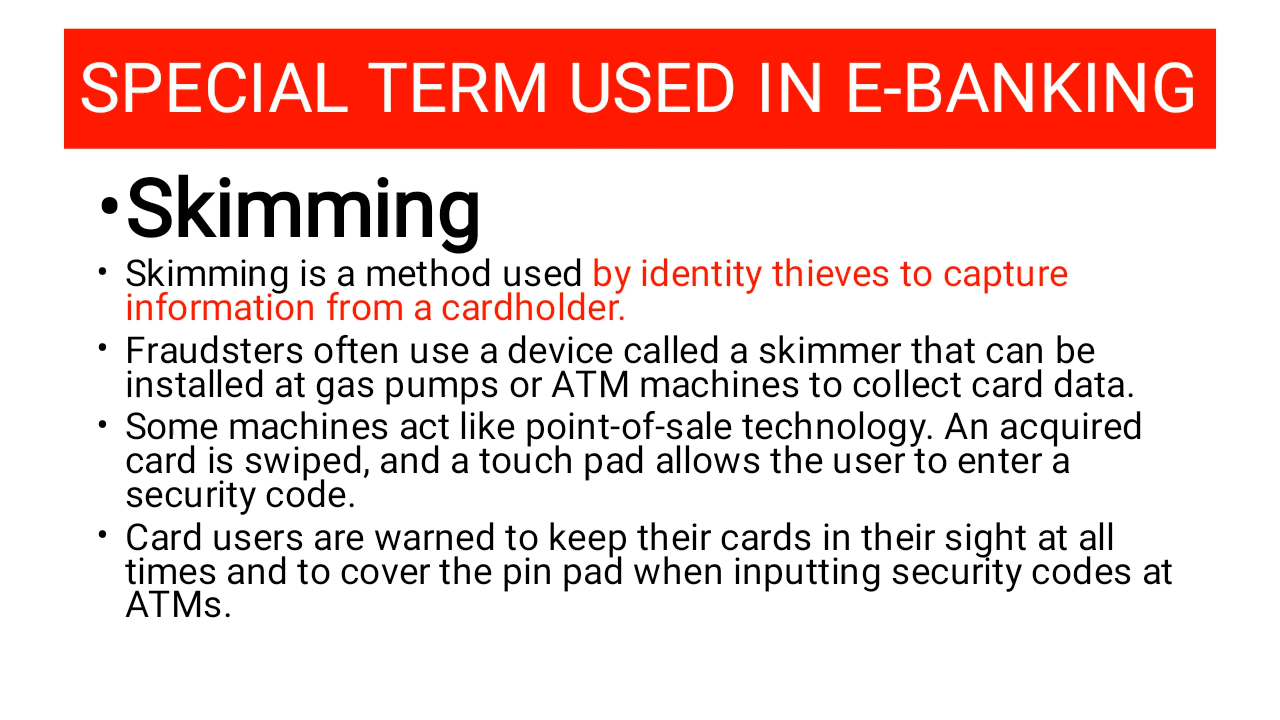 SPECIAL TERM USED IN E-BANKING
•Skimming
• Skimming is a method used by identity thieves to capture
information from a cardholder.
• Fraudsters often use a device called a skimmer that can be
installed at gas pumps or ATM machines to collect card data.
• Some machines act like point-of-sale technology. An acquired
card is swiped, and a touch pad allows the user to enter a
security code.
• Card users are warned to keep their cards in their sight at all
times and to cover the pin pad when inputting security codes at
ATMs.